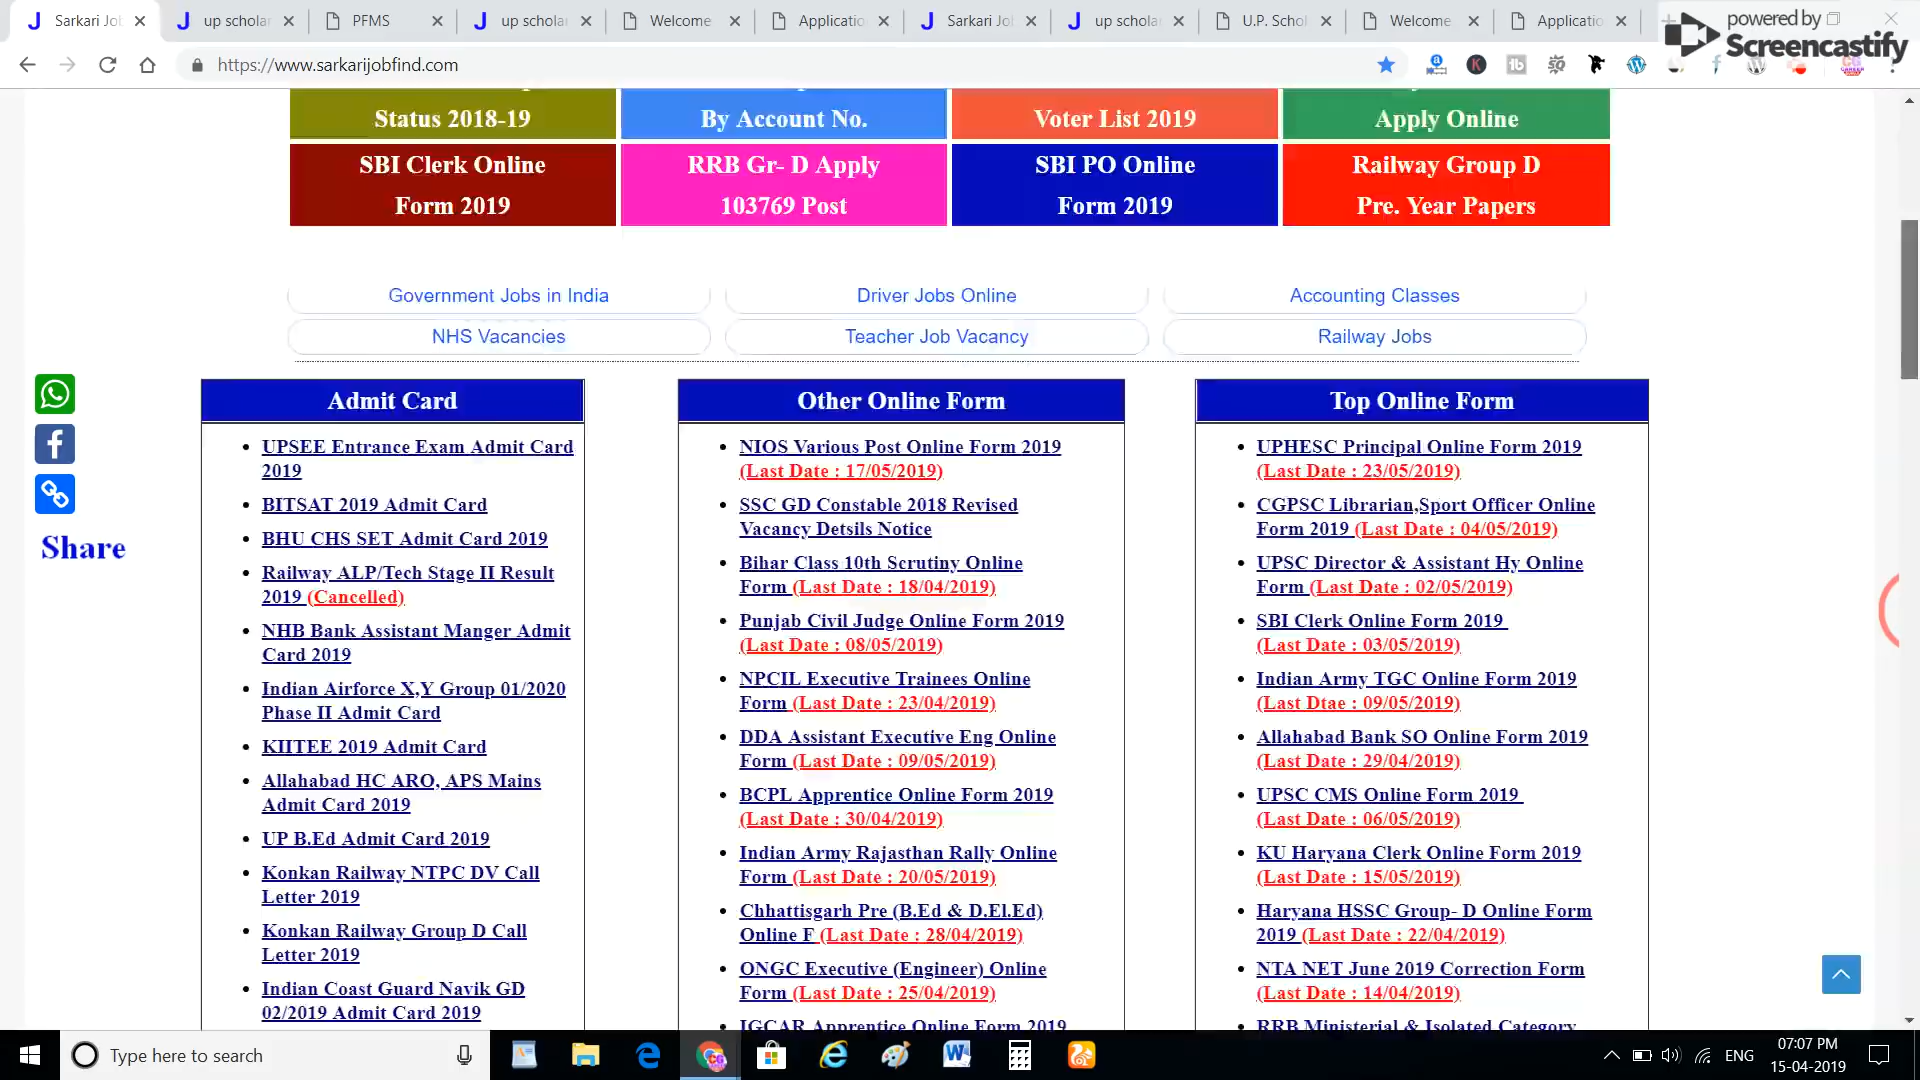 Sarkari Jo
up schola
PFMS
up schola
Welcome
Applicatio
Sarkari Jo
up schola
U.P. Schol
Welcome
Applicatio
powered by
Screencastify
https://www.sarkarijobfind.com
Status 2018-19
By Account No.
Voter List 2019
Apply Online
SBI Clerk Online
Form 2019
RRB Gr- D Apply
103769 Post
SBI PO Online
Form 2019
Railway Group D
Pre. Year Papers
Government Jobs in India
Driver Jobs Online
Accounting Classes
NHS Vacancies
Teacher Job Vacancy
Railway Jobs
Share
Admit Card
UPSEE Entrance Exam Admit Card
2019
BITSAT 2019 Admit Card
BHU CHS SET Admit Card 2019
Railway ALP/Tech Stage II Result
2019 (Cancelled)
NHB Bank Assistant Manger Admit
Card 2019
Indian Airforce X,Y Group 01/2020
Phase II Admit Card
KIITEE 2019 Admit Card
Allahabad HC ARO, APS Mains
Admit Card 2019
UP B.Ed Admit Card 2019
Konkan Railway NTPC DV Call
Letter 2019
Konkan Railway Group D Call
Letter 2019
Indian Coast Guard Navik GD
02/2019 Admit Card 2019
Other Online Form
NIOS Various Post Online Form 2019
(Last Date : 17/05/2019)
SSC GD Constable 2018 Revised
Vacancy Detsils Notice
Bihar Class 10th Scrutiny Online
Form (Last Date : 18/04/2019)
Punjab Civil Judge Online Form 2019
(Last Date : 08/05/2019)
NPCIL Executive Trainees Online
Form (Last Date : 23/04/2019)
DDA Assistant Executive Eng Online
Form (Last Date : 09/05/2019)
BCPL Apprentice Online Form 2019
(Last Date : 30/04/2019)
Indian Army Rajasthan Rally Online
Form (Last Date : 20/05/2019)
Chhattisgarh Pre (B.Ed & D.El.Ed)
Online F (Last Date : 28/04/2019)
ONGC Executive (Engineer) Online
Form (Last Date : 25/04/2019)
IGCAR Apprentice Online Form 2019
Top Online Form
UPHESC Principal Online Form 2019
(Last Date : 23/05/2019)
CGPSC Librarian,Sport Officer Online
Form 2019 (Last Date : 04/05/2019)
UPSC Director & Assistant Hy Online
Form (Last Date : 02/05/2019)
SBI Clerk Online Form 2019
(Last Date : 03/05/2019)
Indian Army TGC Online Form 2019
(Last Dtae : 09/05/2019)
Allahabad Bank SO Online Form 2019
(Last Date : 29/04/2019)
UPSC CMS Online Form 2019
(Last Date : 06/05/2019)
KU Haryana Clerk Online Form 2019
(Last Date : 15/05/2019)
Haryana HSSC Group- D Online Form
2019 (Last Date : 22/04/2019)
NTA NET June 2019 Correction Form
(Last Date : 14/04/2019)
RRB Ministerial & Isolated Category
Type here to search
ENG
07:07 PM
15-04-2019